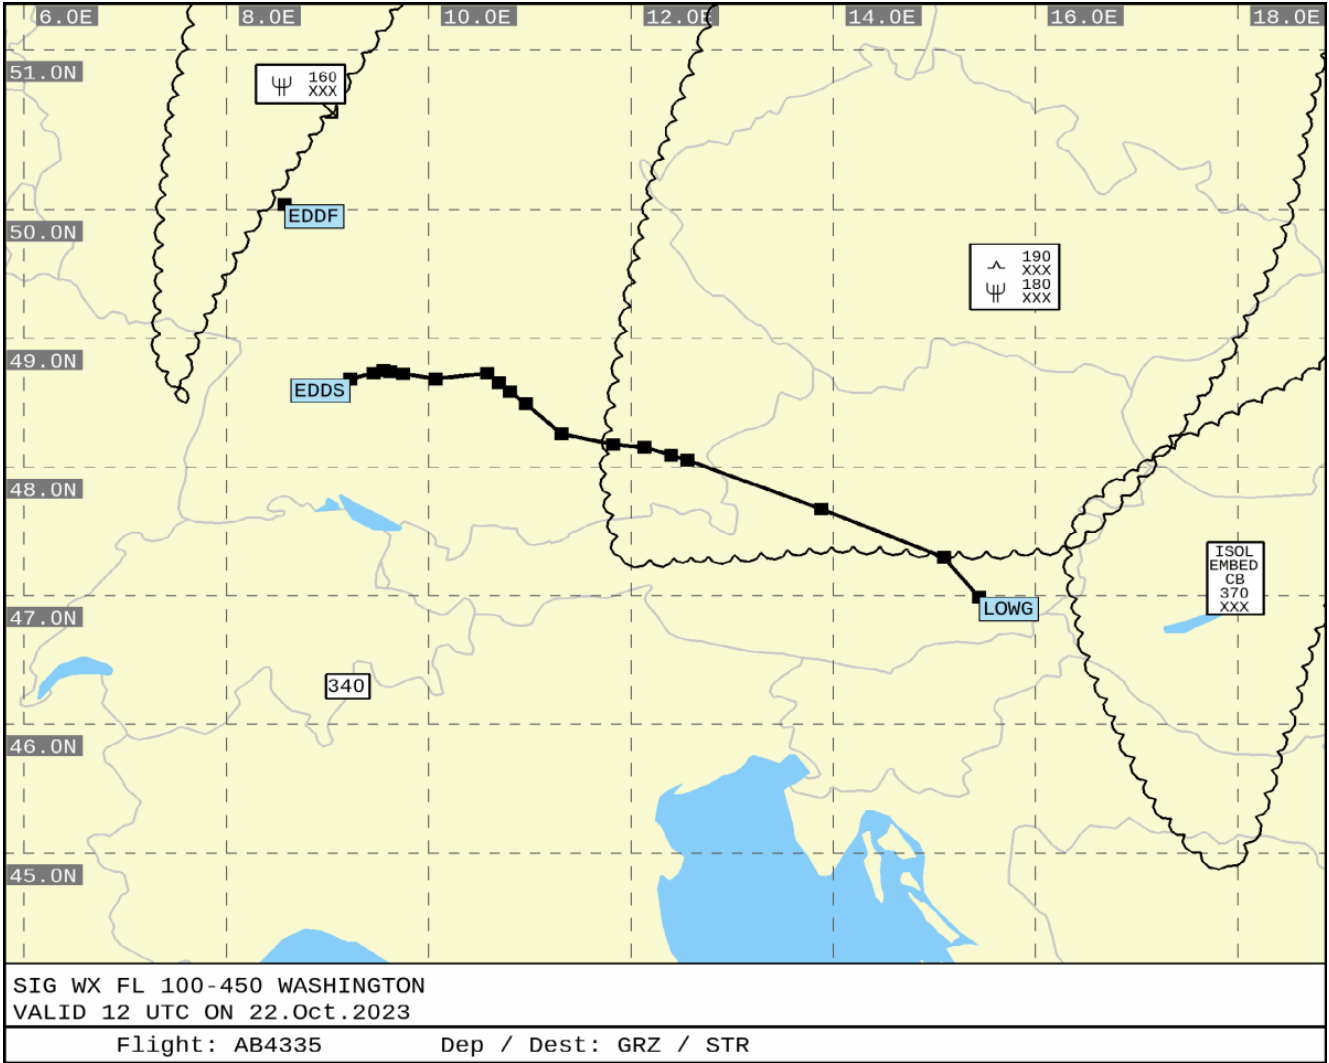 6.0E
8.0E
10.0E
12.0E
14.0E
16.0E
18.0E
51.0N
160
XXX
50.0N
EDDF
190
XXX
180
XXX
49.0N
EDDS
48.0N
ISOL
EMBED
CB
370
XXX
47.0N
LOWG
340
46.0N
45.0N
SIG WX FL 100-450 WASHINGTON
VALID 12 UTC ON 22.Oct.2023
Flight: AB4335 Dep / Dest: GRZ / STR